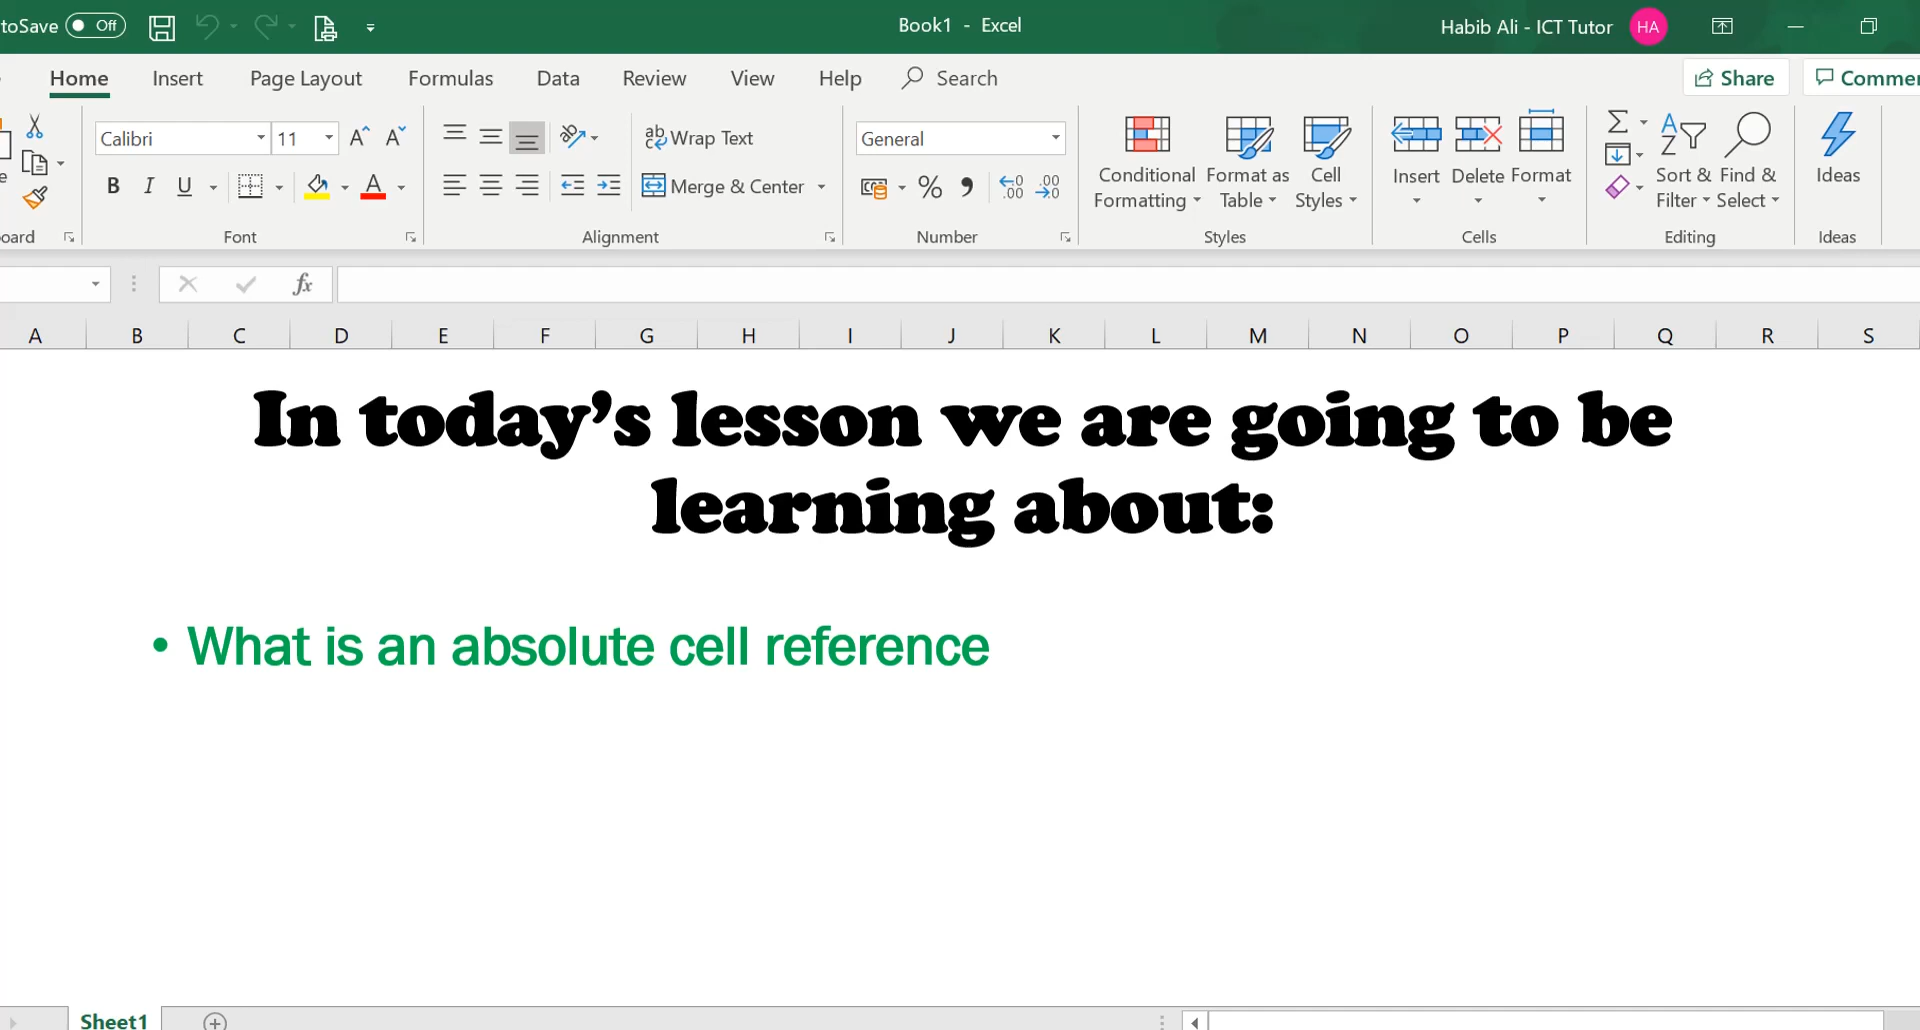 toSave Off Book1 - Excel Habib Ali - ICT Tutor HA
Home Insert Page Layout Formulas Data Review View Help Search Share Commer
Calibri 11 Wrap Text General
B I U Merge & Center
Conditional Formatting
Format as Table
Cell Styles
Insert Delete Format
Sort & Filter
Find & Select
Ideas
oard Font Alignment Number Styles Cells Editing Ideas
fx
A B C D E F G H I J K L M N O P Q R S
In today’s lesson we are going to be
learning about:
• What is an absolute cell reference
Sheet1